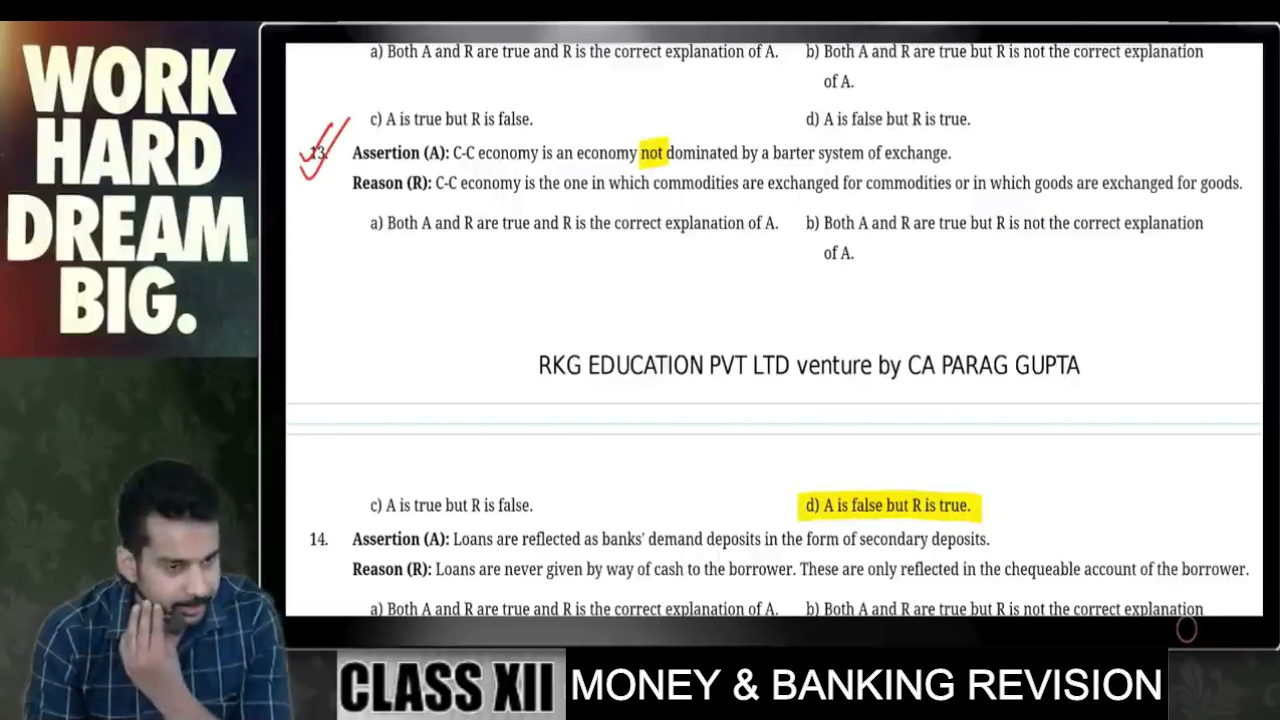 WORK
HARD
DREAM
BIG.
a) Both A and R are true and R is the correct explanation of A. b) Both A and R are true but R is not the correct explanation
of A.
c) A is true but R is false. d) A is false but R is true.
13. Assertion (A): C-C economy is an economy not dominated by a barter system of exchange.
Reason (R): C-C economy is the one in which commodities are exchanged for commodities or in which goods are exchanged for goods.
a) Both A and R are true and R is the correct explanation of A. b) Both A and R are true but R is not the correct explanation
of A.
RKG EDUCATION PVT LTD venture by CA PARAG GUPTA
c) A is true but R is false. d) A is false but R is true.
14. Assertion (A): Loans are reflected as banks' demand deposits in the form of secondary deposits.
Reason (R): Loans are never given by way of cash to the borrower. These are only reflected in the chequeable account of the borrower.
a) Both A and R are true and R is the correct explanation of A. b) Both A and R are true but R is not the correct explanation
CLASS XII MONEY & BANKING REVISION